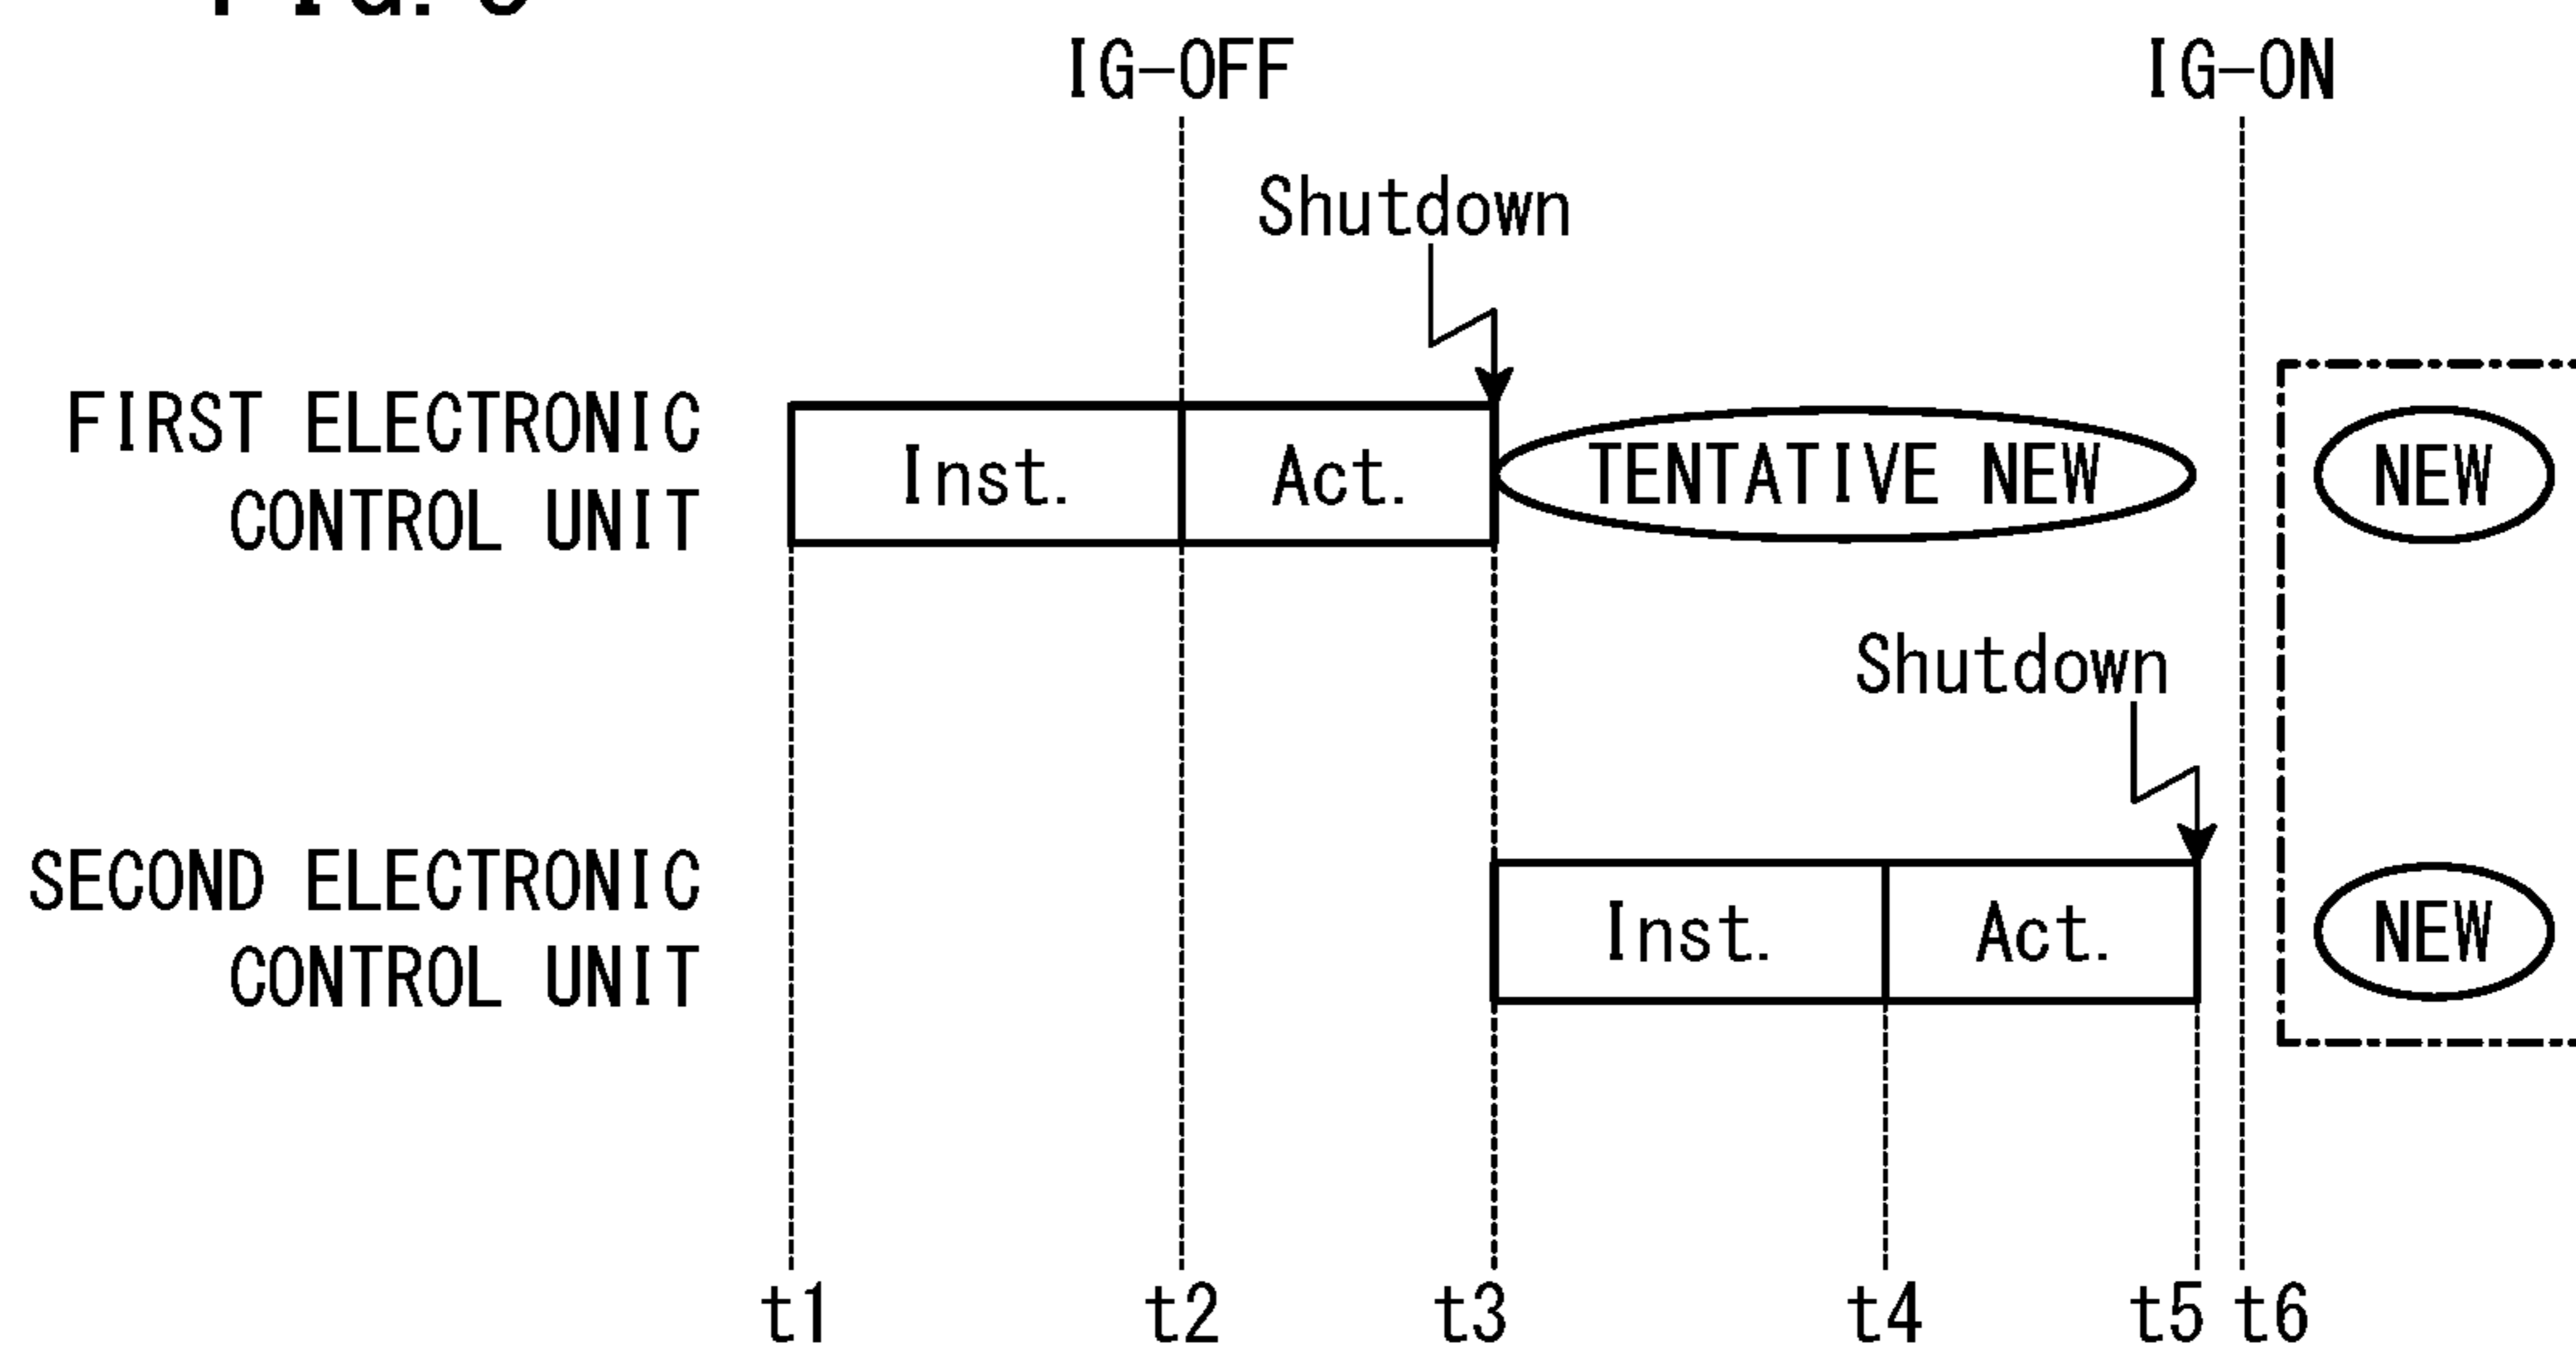 IG-OFF
IG-ON
Shutdown
FIRST ELECTRONIC
CONTROL UNIT
Inst.
Act.
TENTATIVE NEW
NEW
Shutdown
SECOND ELECTRONIC
CONTROL UNIT
Inst.
Act.
NEW
t1
t2
t3
t4
t5
t6